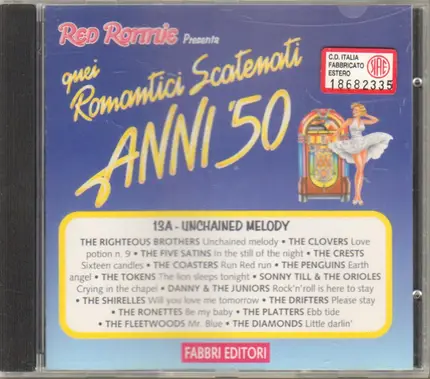 Red Ronnie Presenta
quei
Romantici Scatenati
ANNI '50
C.D. ITALIA
FABBRICATO
ESTERO
SIAE
18682335
13A - UNCHAINED MELODY
THE RIGHTEOUS BROTHERS Unchained melody • THE CLOVERS Love
potion n. 9 • THE FIVE SATINS In the still of the night • THE CRESTS
Sixteen candles • THE COASTERS Run Red run • THE PENGUINS Earth
angel • THE TOKENS The lion sleeps tonight • SONNY TILL & THE ORIOLES
Crying in the chapel • DANNY & THE JUNIORS Rock'n'roll is here to stay
• THE SHIRELLES Will you love me tomorrow • THE DRIFTERS Please stay
• THE RONETTES Be my baby • THE PLATTERS Ebb tide
• THE FLEETWOODS Mr. Blue • THE DIAMONDS Little darlin'
FABBRI EDITORI